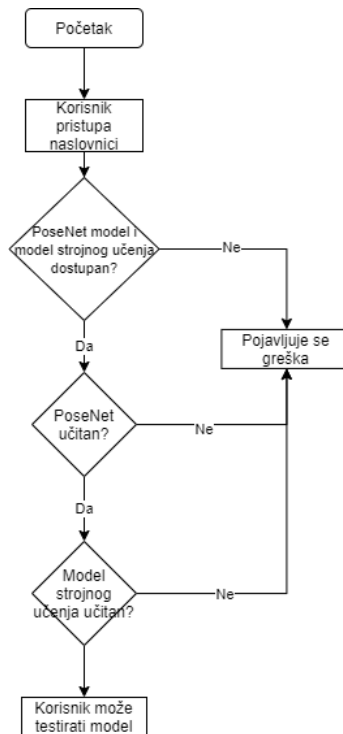 Početak
Korisnik
pristupa
naslovnici
PoseNet model i
model strojnog učenja
dostupan?
Ne
Da
Pojavljuje se
greška
PoseNet
učitan?
Ne
Da
Model
strojnog
učenja učitan?
Ne
Korisnik može
testirati model